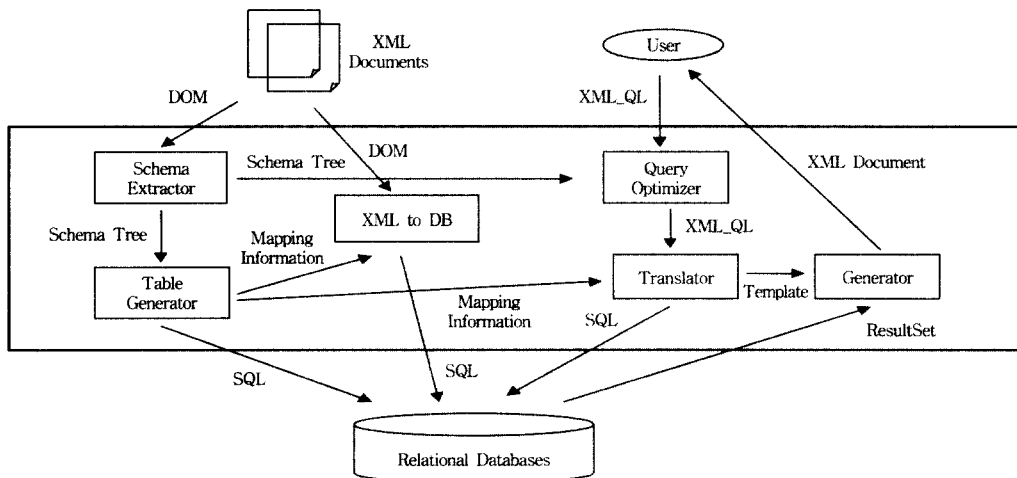 XML
Documents
User
DOM
XML_QL
DOM
XML Document
Schema
Extractor
Schema Tree
Query
Optimizer
XML to DB
XML_QL
Schema Tree
Mapping
Information
Table
Generator
Translator
Template
Generator
Mapping
Information
SQL
ResultSet
SQL
SQL
Relational Databases